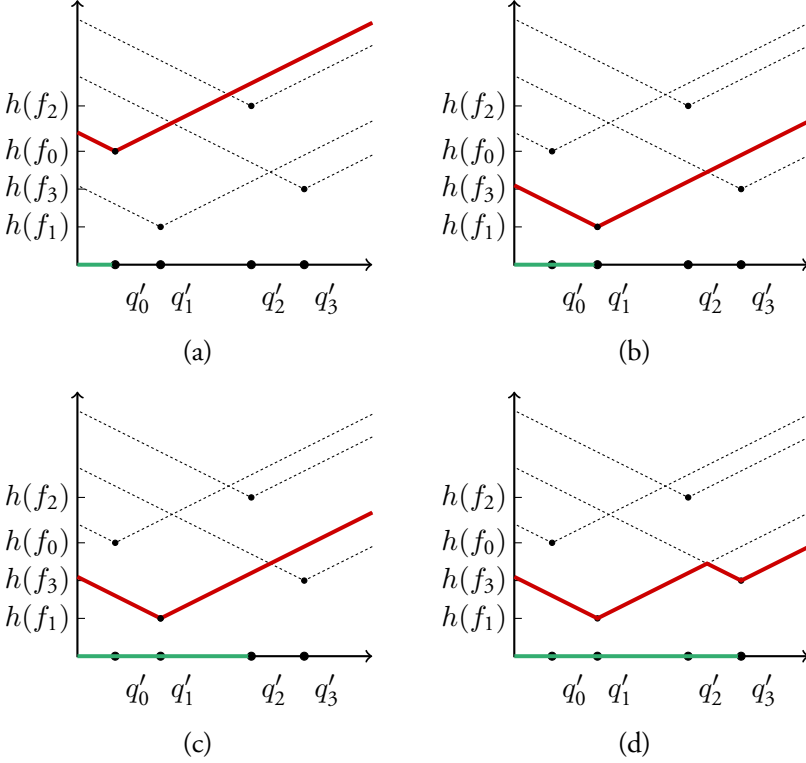 h(f₂)
h(f₀)
h(f₃)
h(f₁)
q′₀ q′₁ q′₂ q′₃
(a)
h(f₂)
h(f₀)
h(f₃)
h(f₁)
q′₀ q′₁ q′₂ q′₃
(b)
h(f₂)
h(f₀)
h(f₃)
h(f₁)
q′₀ q′₁ q′₂ q′₃
(c)
h(f₂)
h(f₀)
h(f₃)
h(f₁)
q′₀ q′₁ q′₂ q′₃
(d)